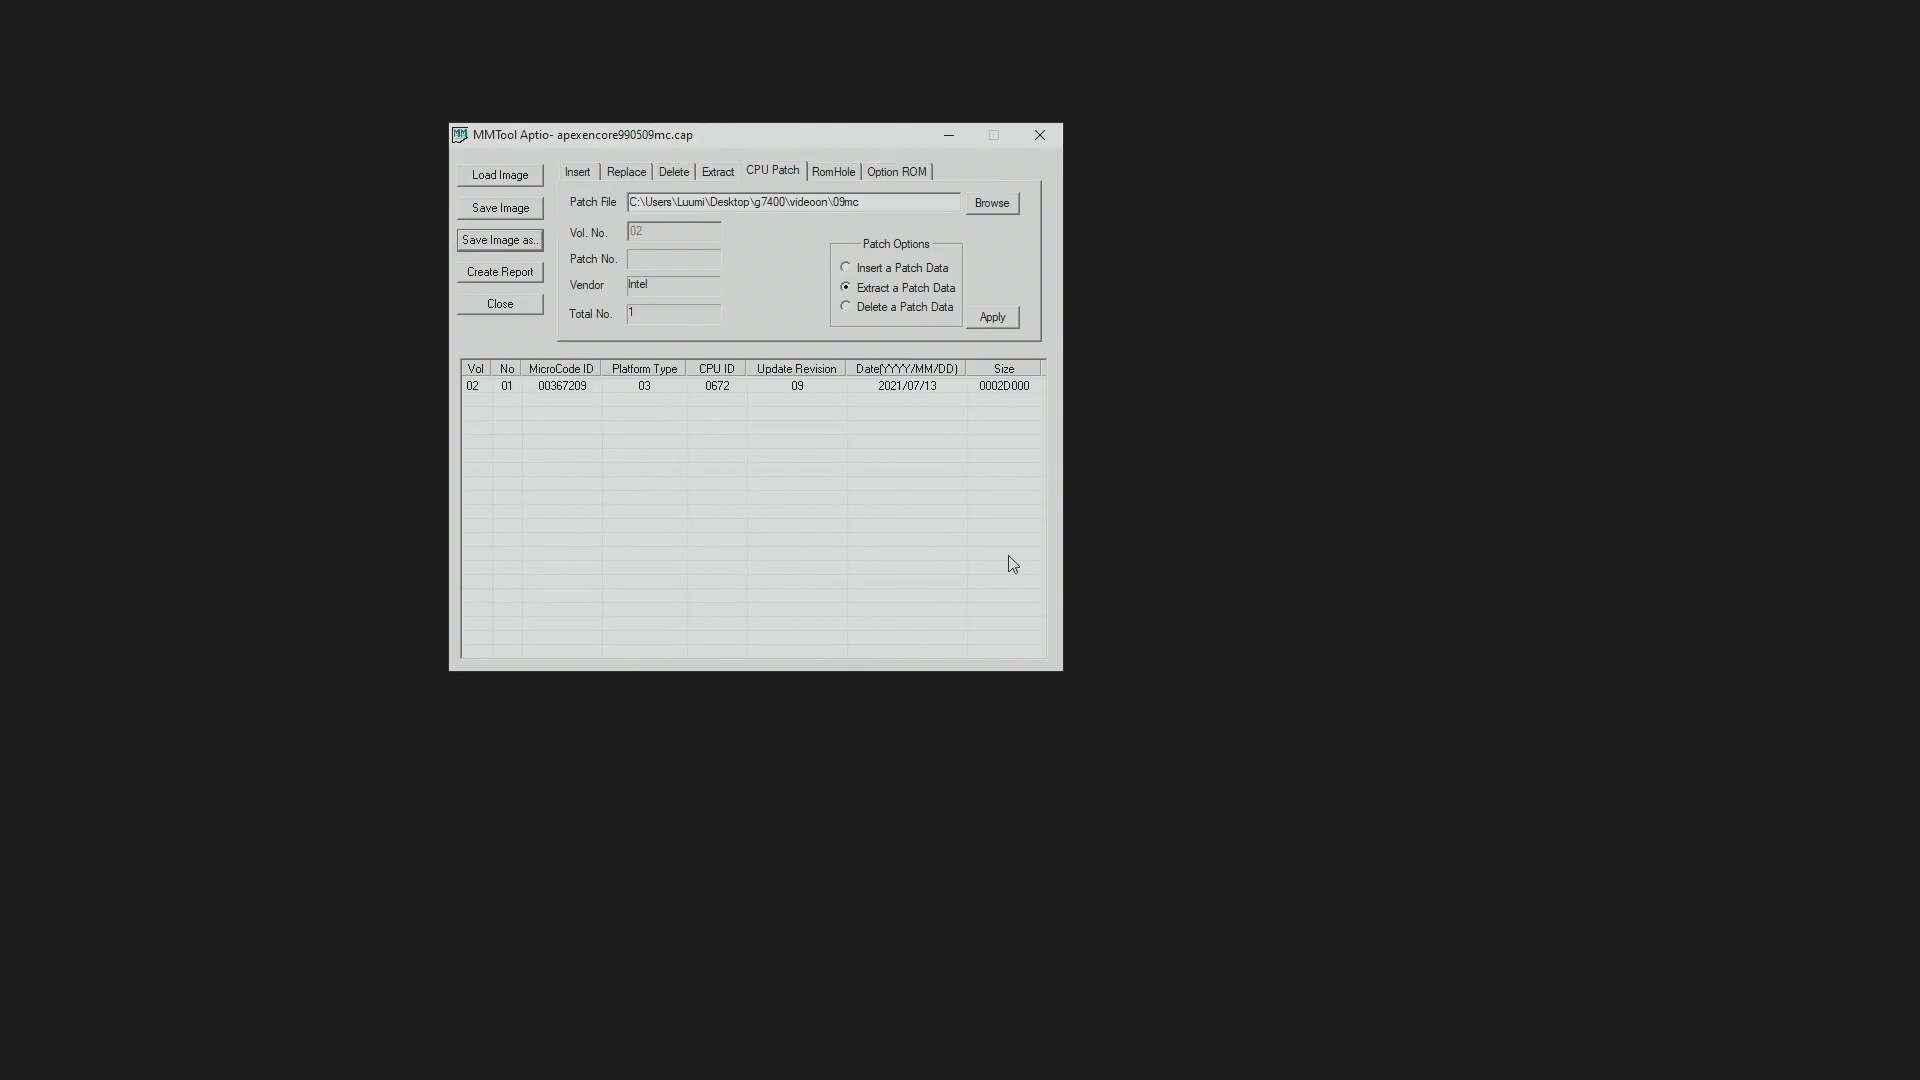 MMTool Aptio- apexencore990509mc.cap
Load Image
Save Image
Save Image as..
Create Report
Close
Insert Replace Delete Extract CPU Patch RomHole Option ROM
Patch File C:\Users\Luumi\Desktop\g7400\videoon\09mc Browse
Vol. No. 02
Patch No.
Vendor Intel
Total No. 1
Patch Options
Insert a Patch Data
Extract a Patch Data
Delete a Patch Data
Apply
Vol No MicroCode ID Platform Type CPU ID Update Revision Date(YYYY/MM/DD) Size
02 01 00367209 03 0672 09 2021/07/13 0002D000